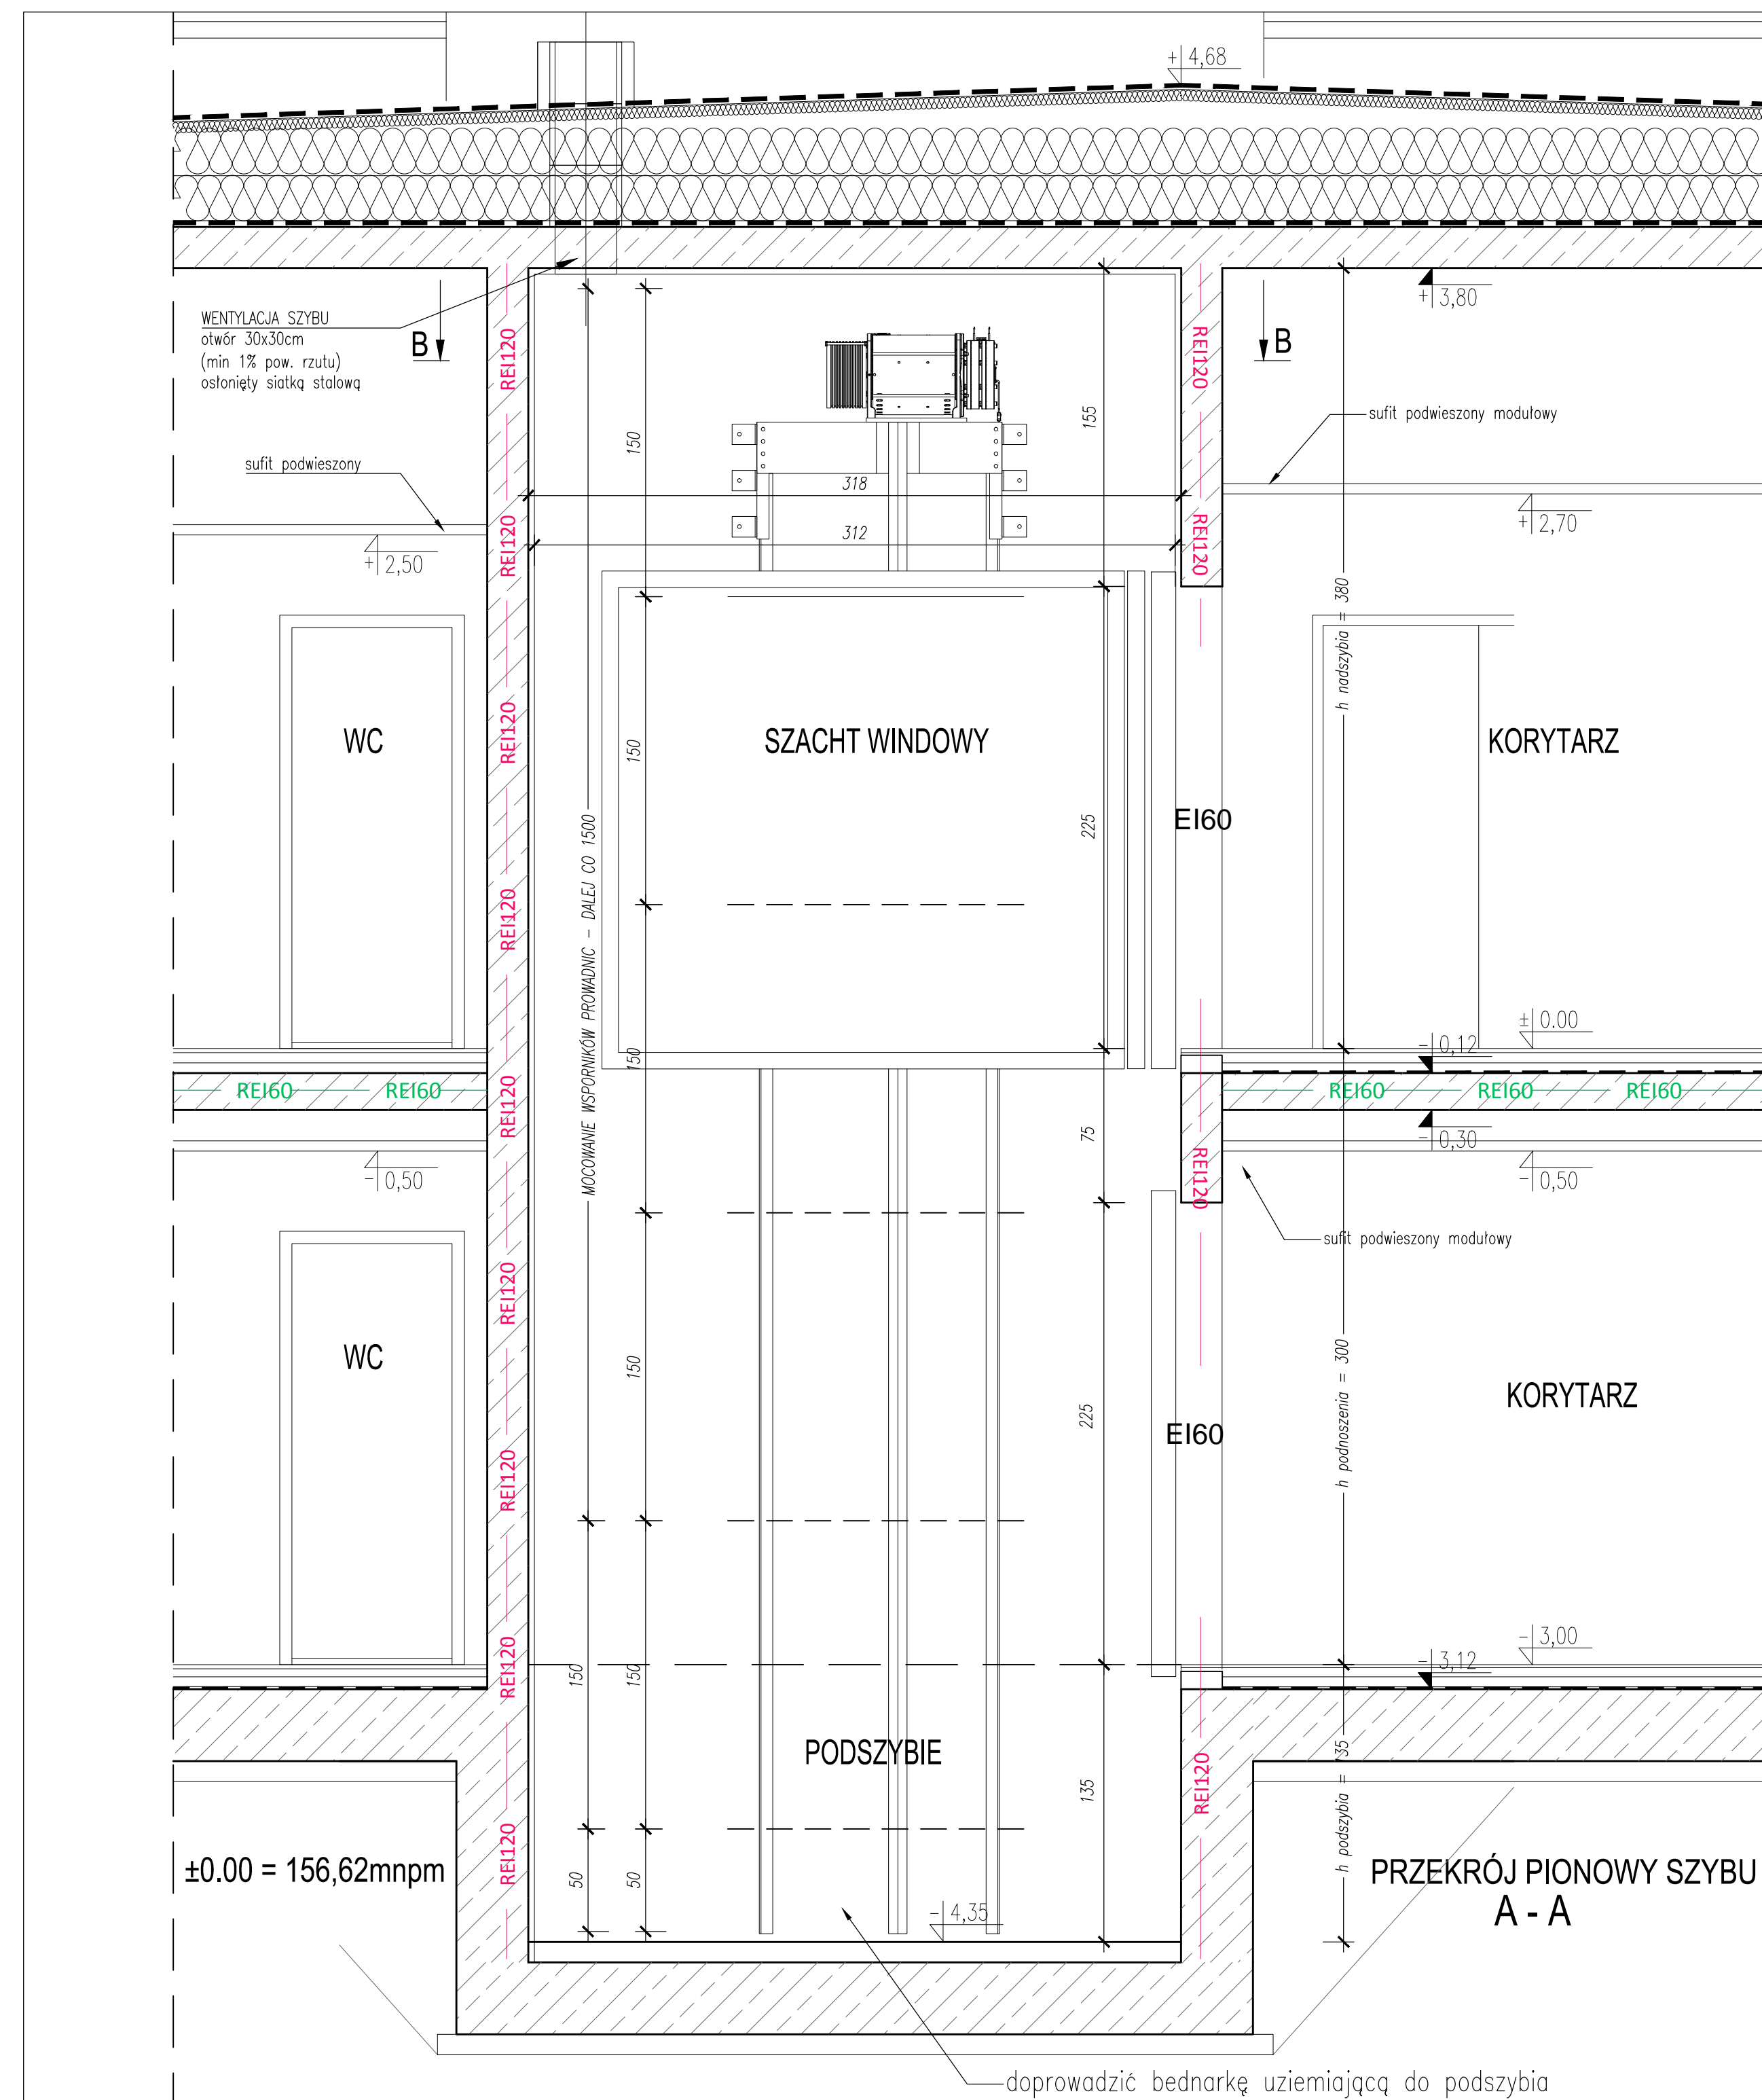 + 4,68
WENTYLACJA SZYBU
otwór 30x30cm
(min 1% pow. rzutu)
osłonięty siatką stalową
B
B
+ 3,80
REI120
REI120
150
155
sufit podwieszony modułowy
sufit podwieszony
318
312
+ 2,50
+ 2,70
REI120
REI120
h nadszybia = 380
WC
REI120
150
SZACHT WINDOWY
KORYTARZ
225
EI60
MOCOWANIE WSPORNIKÓW PROWADNIC - DALEJ CO 1500
REI120
± 0.00
- 0,12
150
REI60
REI60
REI120
REI60
REI60
REI60
75
- 0,30
- 0,50
REI120
- 0,50
sufit podwieszony modułowy
REI120
WC
150
225
h podnoszenia = 300
KORYTARZ
EI60
REI120
- 3,00
- 3,12
REI120
150
150
PODSZYBIE
135
REI120
h podszybia = 135
REI120
±0.00 = 156,62mnpm
50
50
- 4,35
PRZEKRÓJ PIONOWY SZYBU
A - A
doprowadzić bednarkę uziemiającą do podszybia